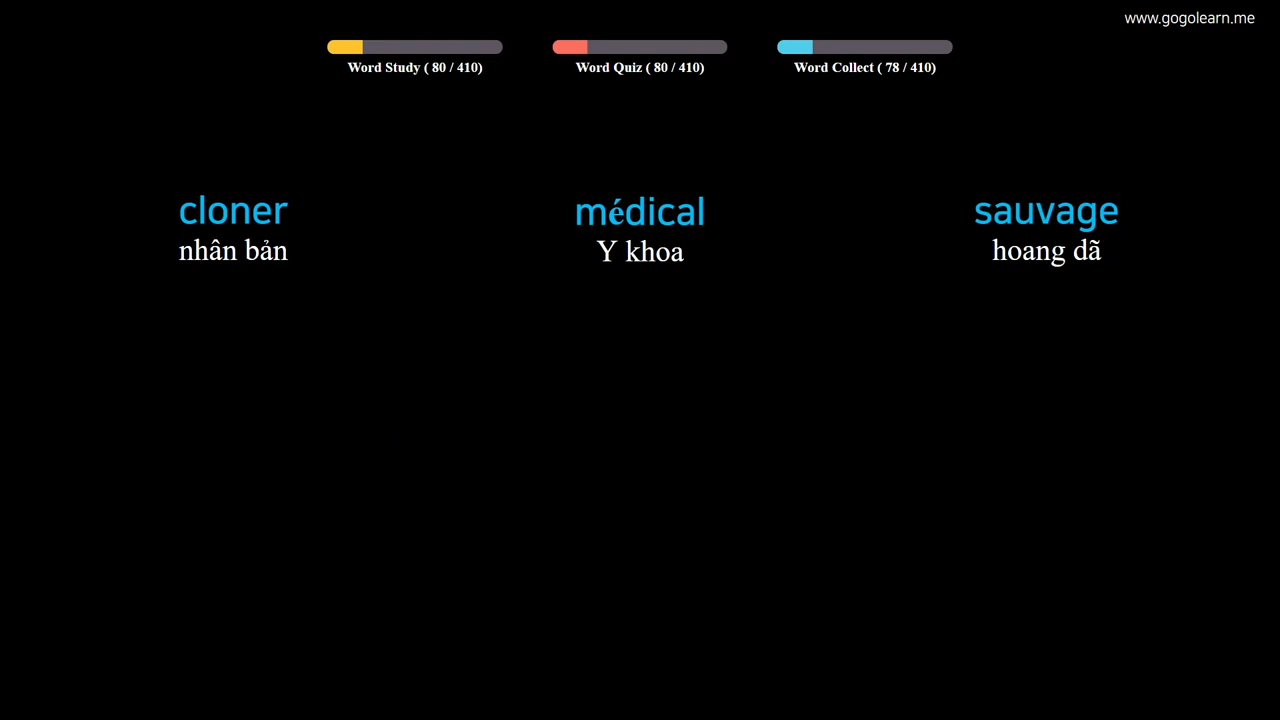 www.gogolearn.me
Word Study ( 80 / 410)
Word Quiz ( 80 / 410)
Word Collect ( 78 / 410)
cloner
nhân bản
médical
Y khoa
sauvage
hoang dã